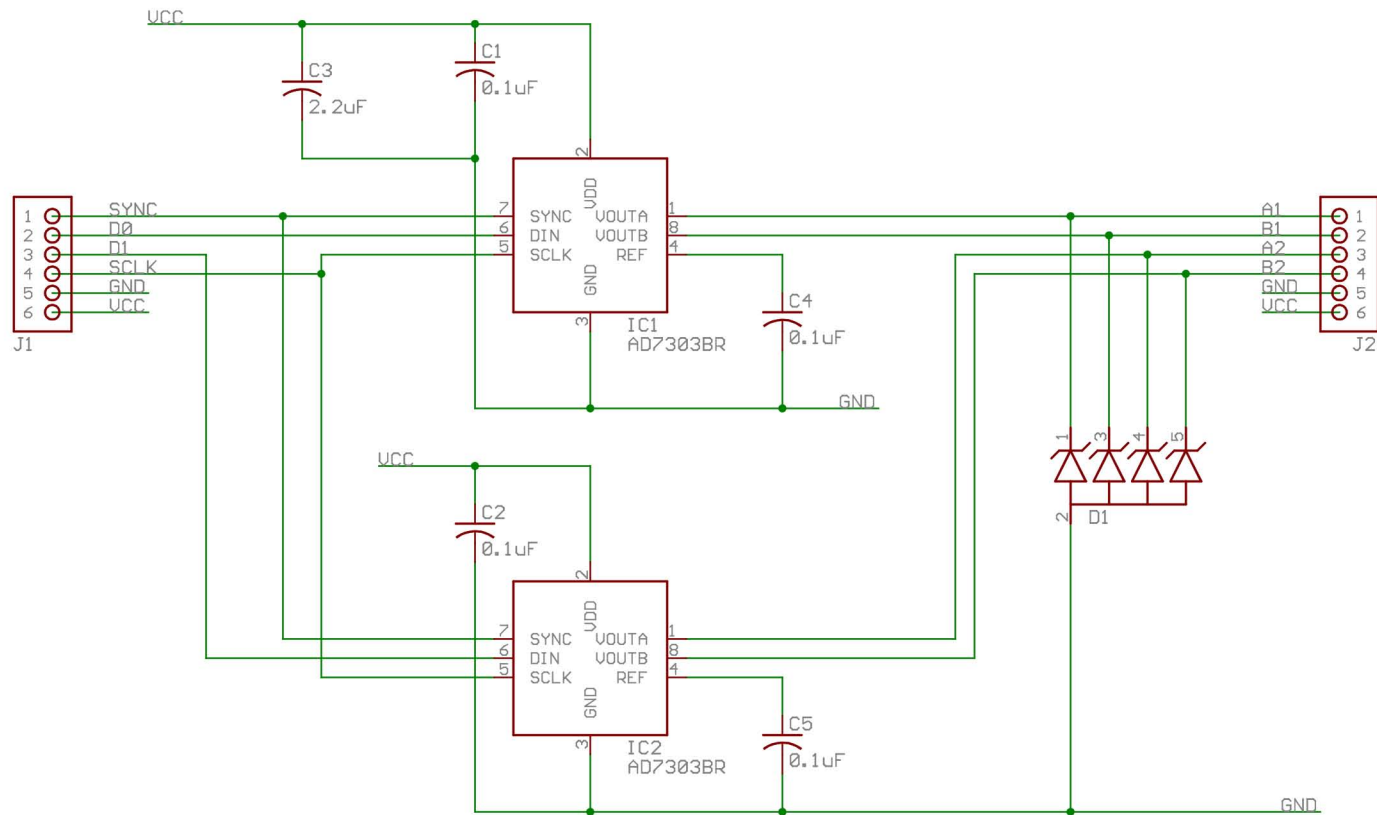 VCC
C1
0.1uF
C3
2.2uF
2
VDD
1 SYNC
2 D0
3 D1
4 SCLK
5 GND
6 VCC
J1
7 SYNC VOUTA 1
6 DIN VOUTB 8
5 SCLK REF 4
GND
3
IC1
AD7303BR
C4
0.1uF
GND
A1 1
B1 2
A2 3
B2 4
GND 5
VCC 6
J2
1 3 4 5
2
D1
VCC
C2
0.1uF
2
VDD
7 SYNC VOUTA 1
6 DIN VOUTB 8
5 SCLK REF 4
GND
3
IC2
AD7303BR
C5
0.1uF
GND